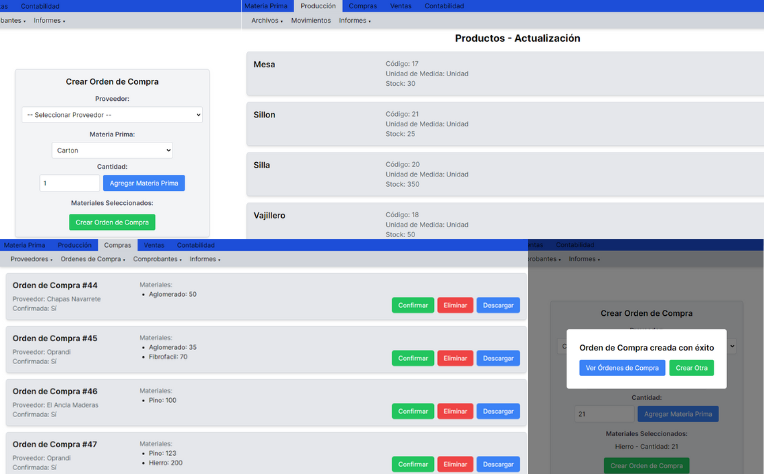 as Contabilidad
bantes Informes
Crear Orden de Compra
Proveedor:
-- Seleccionar Proveedor --
Materia Prima:
Carton
Cantidad:
1 Agregar Materia Prima
Materiales Seleccionados:
Crear Orden de Compra
Materia Prima Producción Compras Ventas Contabilidad
Archivos Movimientos Informes
Productos - Actualización
Mesa
Código: 17
Unidad de Medida: Unidad
Stock: 30
Sillon
Código: 21
Unidad de Medida: Unidad
Stock: 25
Silla
Código: 20
Unidad de Medida: Unidad
Stock: 350
Vajillero
Código: 18
Unidad de Medida: Unidad
Stock: 50
Materia Prima Producción Compras Ventas Contabilidad
Proveedores Ordenes de Compra Comprobantes Informes
Orden de Compra #44
Proveedor: Chapas Navarrete
Confirmada: Sí
Materiales:
• Aglomerado: 50
Confirmar Eliminar Descargar
Orden de Compra #45
Proveedor: Oprandi
Confirmada: Sí
Materiales:
• Aglomerado: 35
• Fibrofacil: 70
Confirmar Eliminar Descargar
Orden de Compra #46
Proveedor: El Ancla Maderas
Confirmada: Sí
Materiales:
• Pino: 100
Confirmar Eliminar Descargar
Orden de Compra #47
Proveedor: Oprandi
Confirmada: Sí
Materiales:
• Pino: 123
• Hierro: 200
Confirmar Eliminar Descargar
ntas Contabilidad
robantes Informes
Crear Orden de Compra
Orden de Compra creada con éxito
Ver Órdenes de Compra Crear Otra
Cantidad:
21 Agregar Materia Prima
Materiales Seleccionados:
Hierro - Cantidad: 21
Crear Orden de Compra